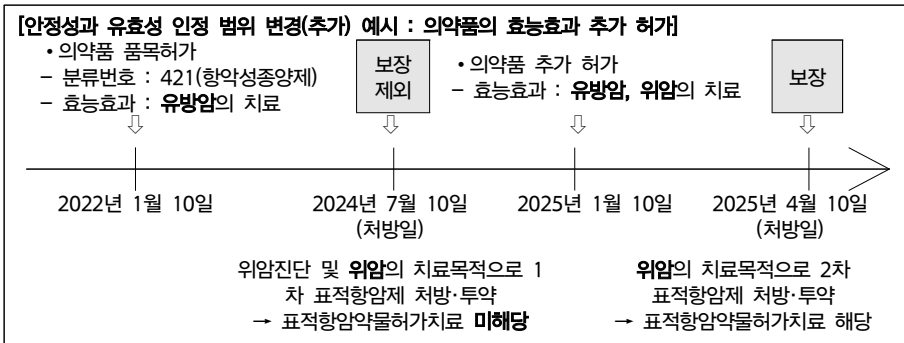 [안정성과 유효성 인정 범위 변경(추가) 예시 : 의약품의 효능효과 추가 허가]
• 의약품 품목허가
- 분류번호 : 421(항악성종양제)
- 효능효과 : 유방암의 치료
보장
제외
• 의약품 추가 허가
- 효능효과 : 유방암, 위암의 치료
보장
2022년 1월 10일
2024년 7월 10일
(처방일)
2025년 1월 10일
2025년 4월 10일
(처방일)
위암진단 및 위암의 치료목적으로 1
차 표적항암제 처방·투약
→ 표적항암약물허가치료 미해당
위암의 치료목적으로 2차
표적항암제 처방·투약
→ 표적항암약물허가치료 해당